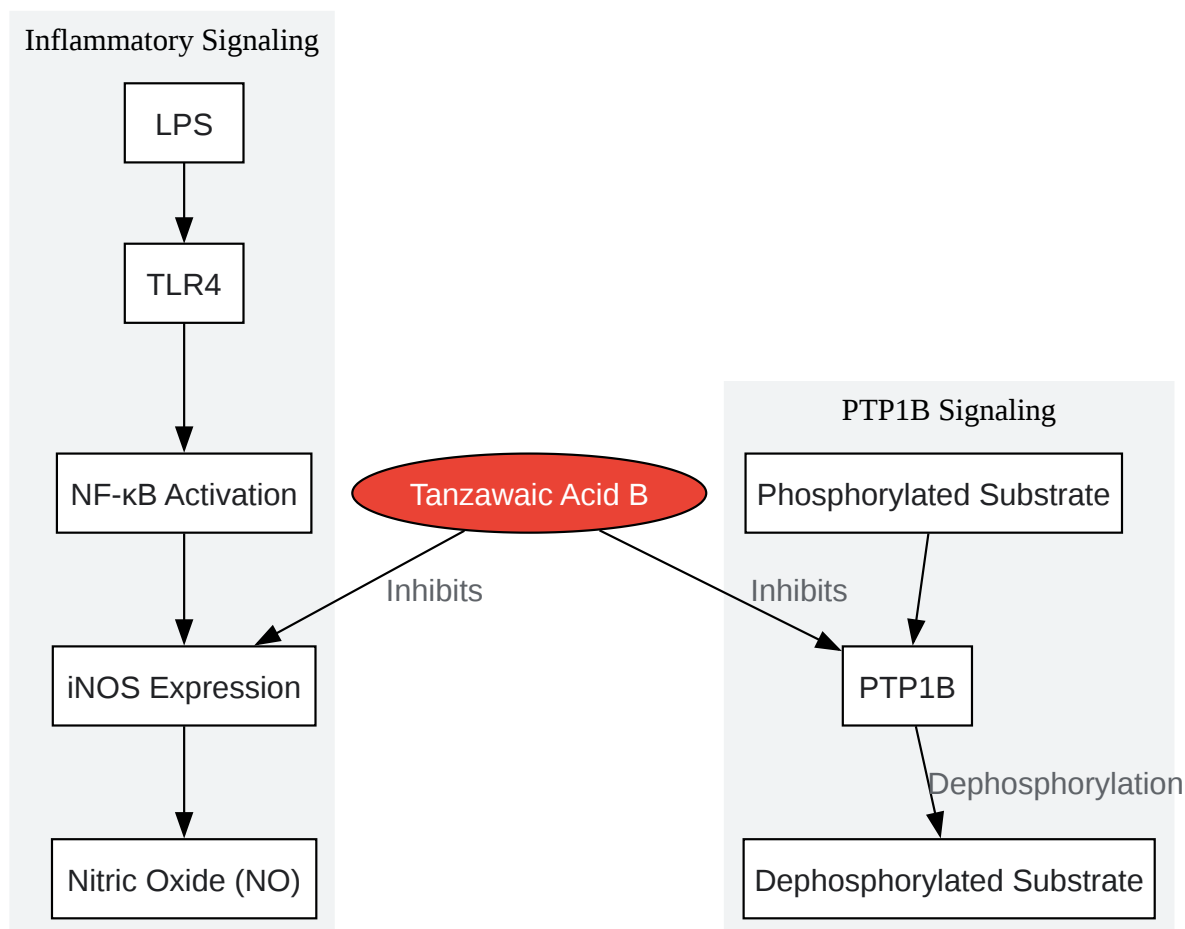 Inflammatory Signaling
LPS
TLR4
NF-κB Activation
iNOS Expression
Nitric Oxide (NO)
Tanzawaic Acid B
Inhibits
Inhibits
PTP1B Signaling
Phosphorylated Substrate
PTP1B
Dephosphorylation
Dephosphorylated Substrate